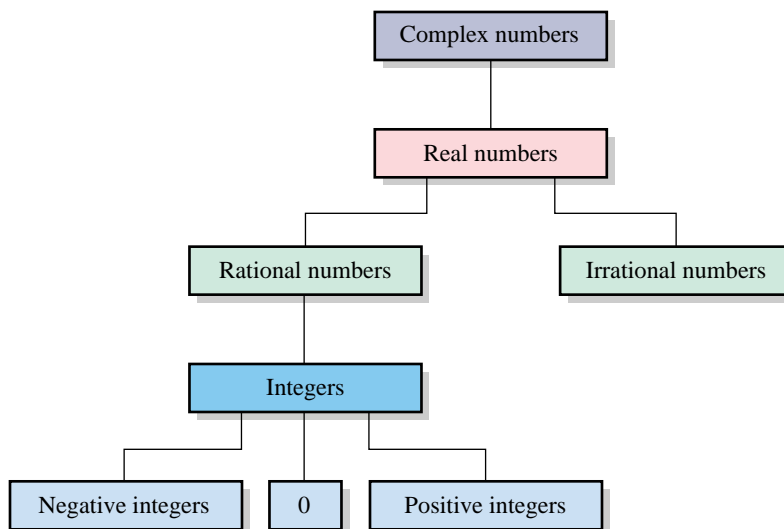 Complex numbers
Real numbers
Rational numbers
Irrational numbers
Integers
Negative integers
0
Positive integers